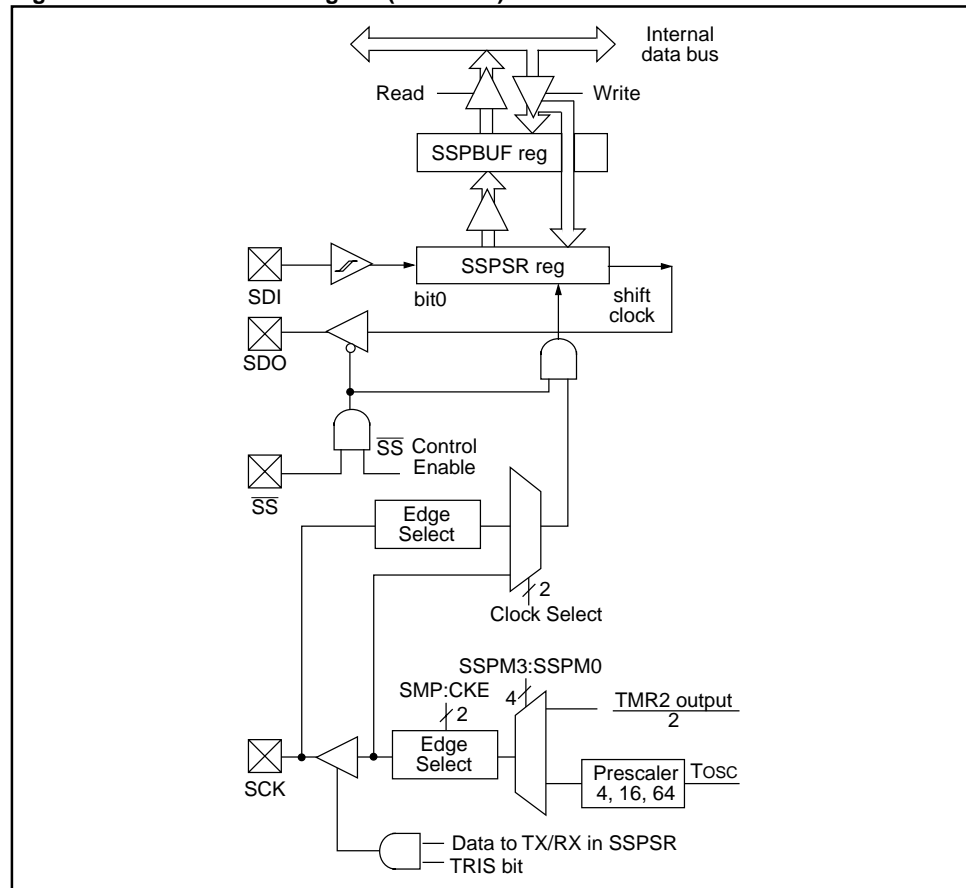 Internal
data bus
Read
Write
SSPBUF reg
SSPSR reg
SDI
bit0
shift
clock
SDO
SS Control
Enable
SS
Edge
Select
2
Clock Select
SSPM3:SSPM0
SMP:CKE
4
TMR2 output
2
2
Edge
Select
Prescaler
4, 16, 64
TOSC
SCK
Data to TX/RX in SSPSR
TRIS bit